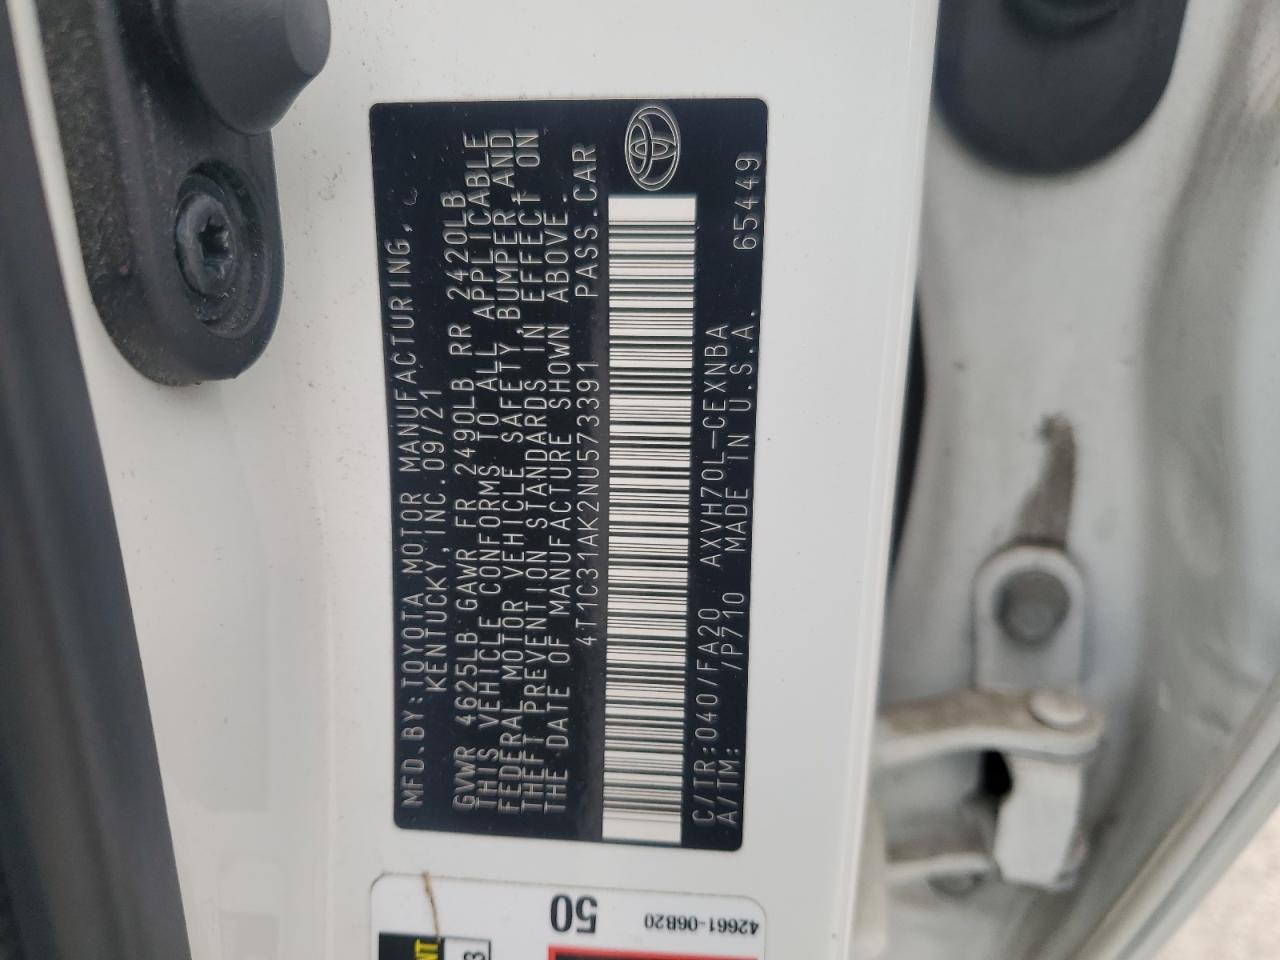 MFD.BY:TOYOTA MOTOR MANUFACTURING,
KENTUCKY,INC.09/21
GVWR 4625LB GAWR FR 2490LB RR 2420LB
THIS VEHICLE CONFORMS TO ALL APPLICABLE
FEDERAL MOTOR VEHICLE SAFETY,BUMPER,AND
THEFT PREVENTION STANDARDS IN EFFECT ON
THE DATE OF MANUFACTURE SHOWN ABOVE.
4T1C31AK2NU573391 PASS.CAR
C/TR:040/FA20 AXVH70L-CEXNBA 65449
A/TM: /P710 MADE IN U.S.A.
50
42661-06B20
NT
3